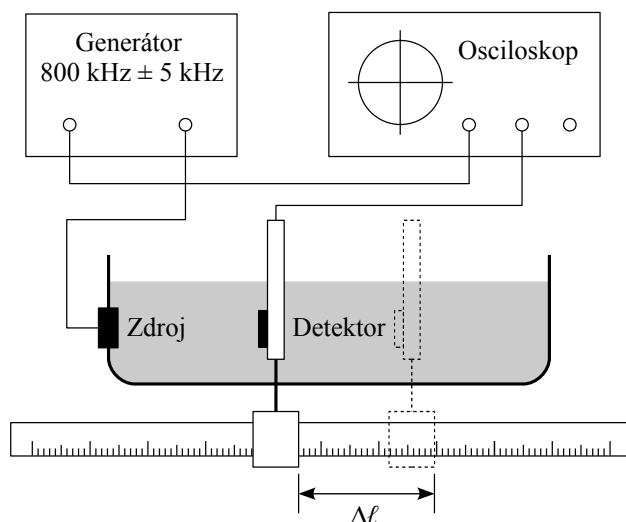 Generátor
800 kHz ± 5 kHz
Osciloskop
Zdroj
Detektor
Δℓ